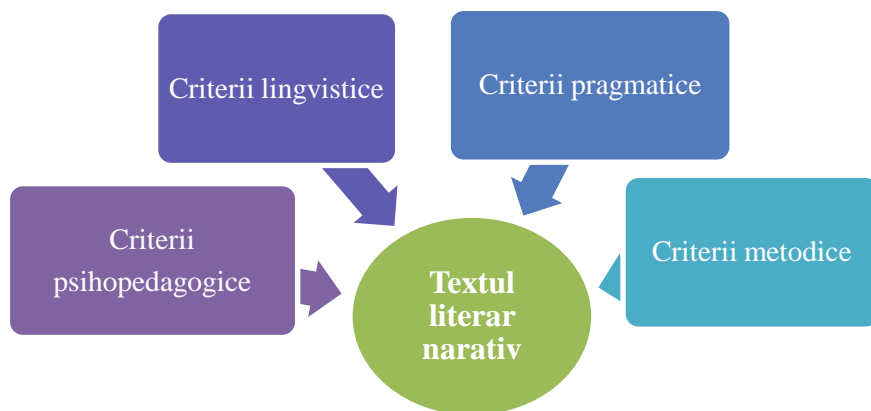 Criterii lingvistice
Criterii pragmatice
Criterii
psihopedagogice
Criterii metodice
Textul
literar
narativ